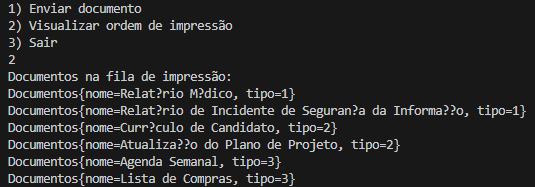 1) Enviar documento
2) Visualizar ordem de impressão
3) Sair
2
Documentos na fila de impressão:
Documentos{nome=Relat?rio M?dico, tipo=1}
Documentos{nome=Relat?rio de Incidente de Seguran?a da Informa??o, tipo=1}
Documentos{nome=Curr?culo de Candidato, tipo=2}
Documentos{nome=Atualiza??o do Plano de Projeto, tipo=2}
Documentos{nome=Agenda Semanal, tipo=3}
Documentos{nome=Lista de Compras, tipo=3}